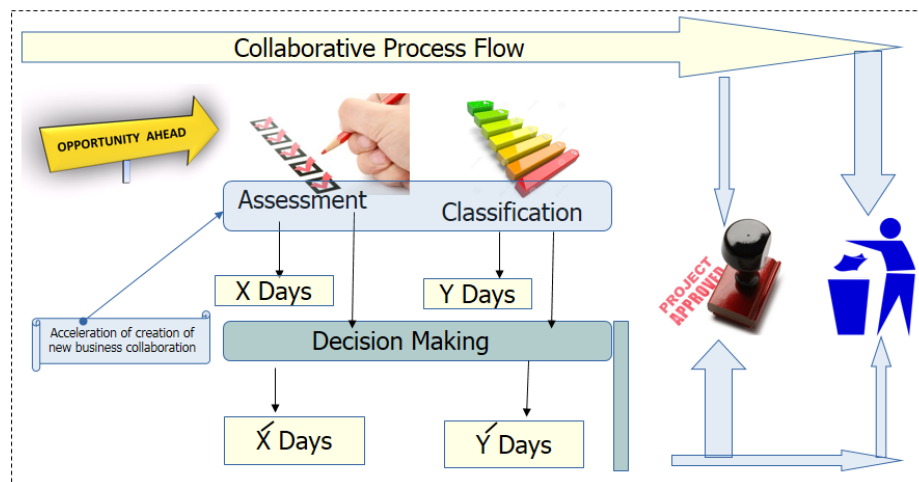 Collaborative Process Flow
OPPORTUNITY AHEAD
Assessment
Classification
X Days
Y Days
PROJECT
APPROVED
Acceleration of creation of
new business collaboration
Decision Making
X́ Days
Ý Days